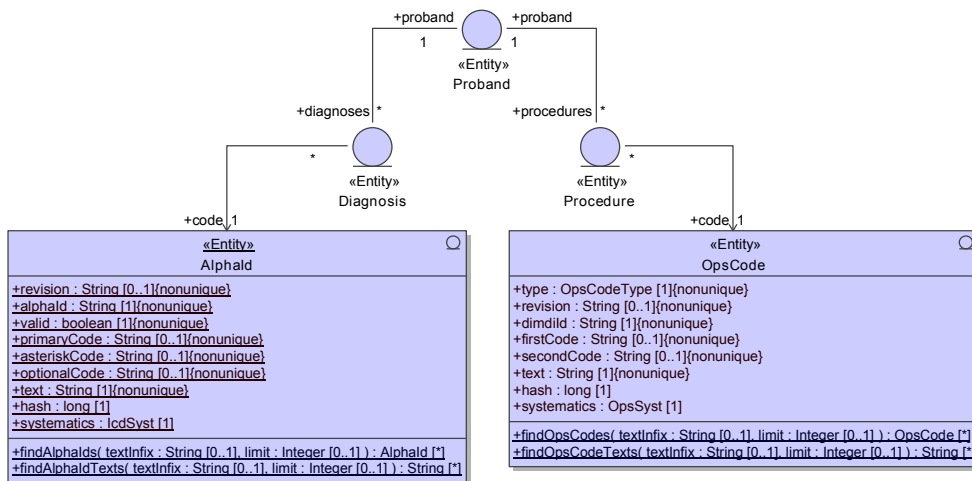 +proband +proband
1 1
«Entity»
Proband
+diagnoses * +procedures *
* *
«Entity» «Entity»
Diagnosis Procedure
+code 1 +code 1
«Entity»
AlphaId
+revision : String [0..1]{nonunique}
+alphaId : String [1]{nonunique}
+valid : boolean [1]{nonunique}
+primaryCode : String [0..1]{nonunique}
+asteriskCode : String [0..1]{nonunique}
+optionalCode : String [0..1]{nonunique}
+text : String [1]{nonunique}
+hash : long [1]
+systematics : IcdSyst [1]
+findAlphaIds( textInfix : String [0..1], limit : Integer [0..1] ) : AlphaId [*]
+findAlphaIdTexts( textInfix : String [0..1], limit : Integer [0..1] ) : String [*]
«Entity»
OpsCode
+type : OpsCodeType [1]{nonunique}
+revision : String [0..1]{nonunique}
+dimdiId : String [1]{nonunique}
+firstCode : String [0..1]{nonunique}
+secondCode : String [0..1]{nonunique}
+text : String [1]{nonunique}
+hash : long [1]
+systematics : OpsSyst [1]
+findOpsCodes( textInfix : String [0..1], limit : Integer [0..1] ) : OpsCode [*]
+findOpsCodeTexts( textInfix : String [0..1], limit : Integer [0..1] ) : String [*]